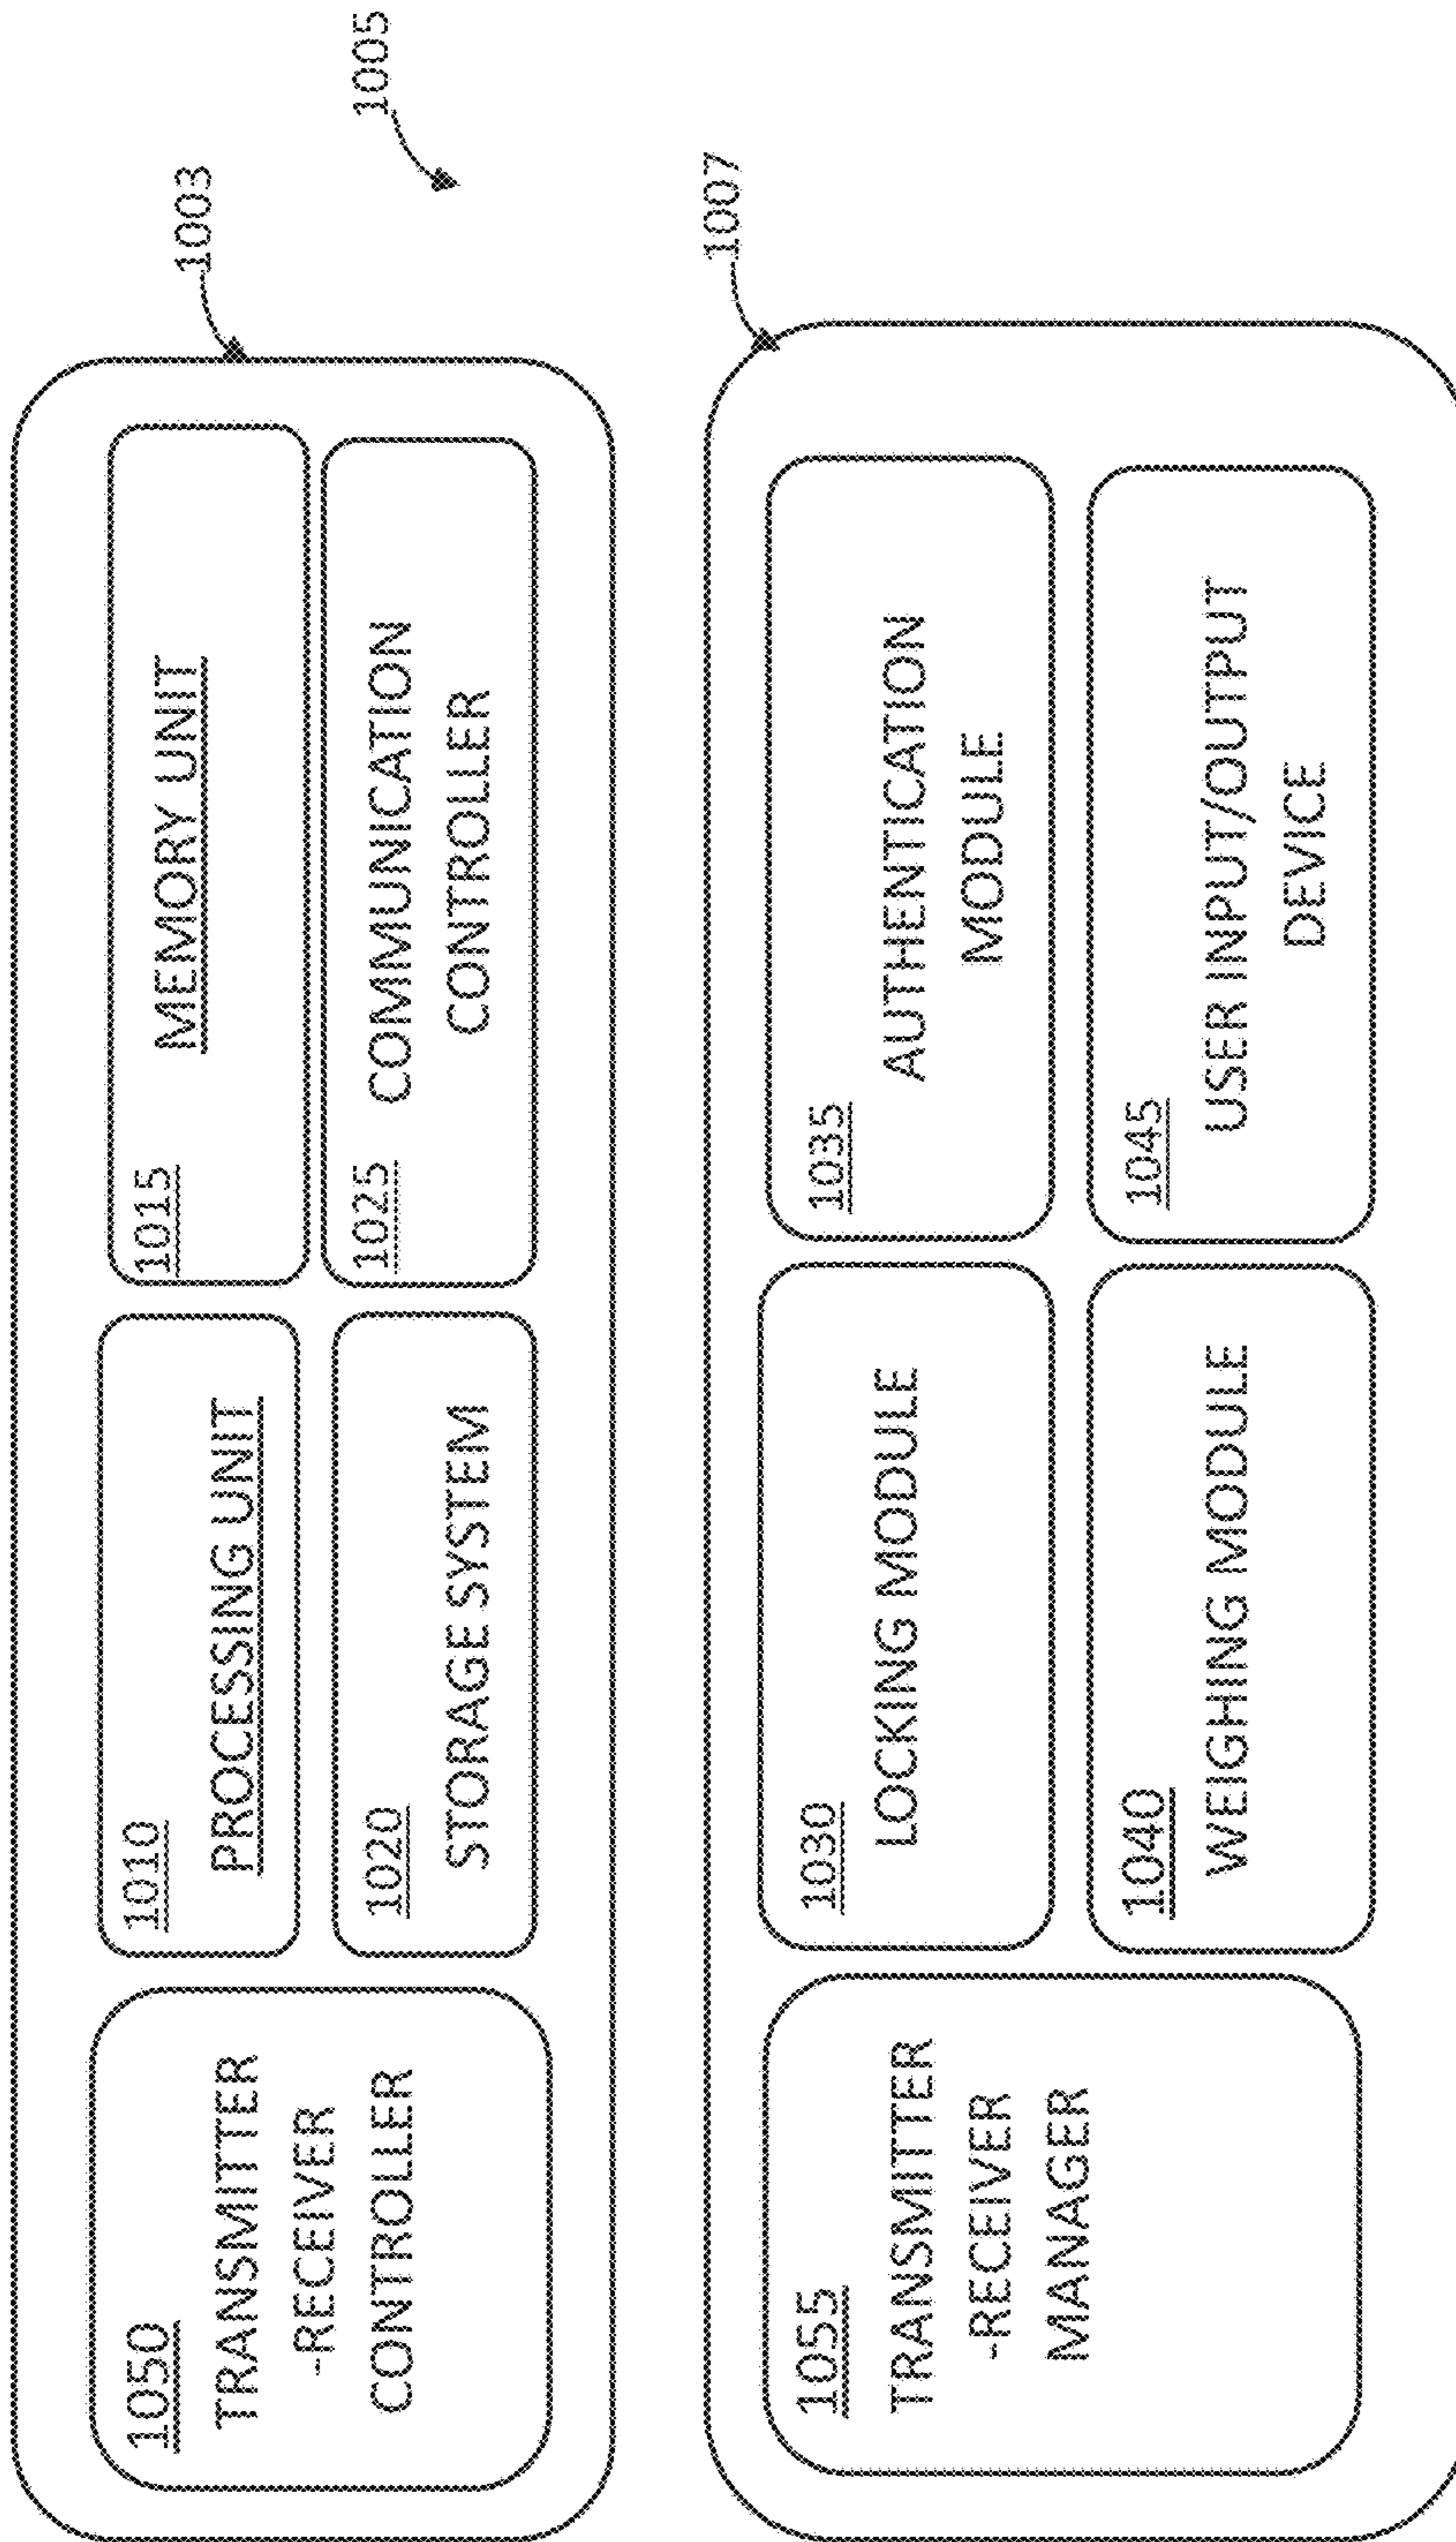 1005
1003
1050
TRANSMITTER
-RECEIVER
CONTROLLER
1010
PROCESSING UNIT
1015
MEMORY UNIT
1020
STORAGE SYSTEM
1025
COMMUNICATION
CONTROLLER
1007
1055
TRANSMITTER
-RECEIVER
MANAGER
1030
LOCKING MODULE
1035
AUTHENTICATION
MODULE
1040
WEIGHING MODULE
1045
USER INPUT/OUTPUT
DEVICE